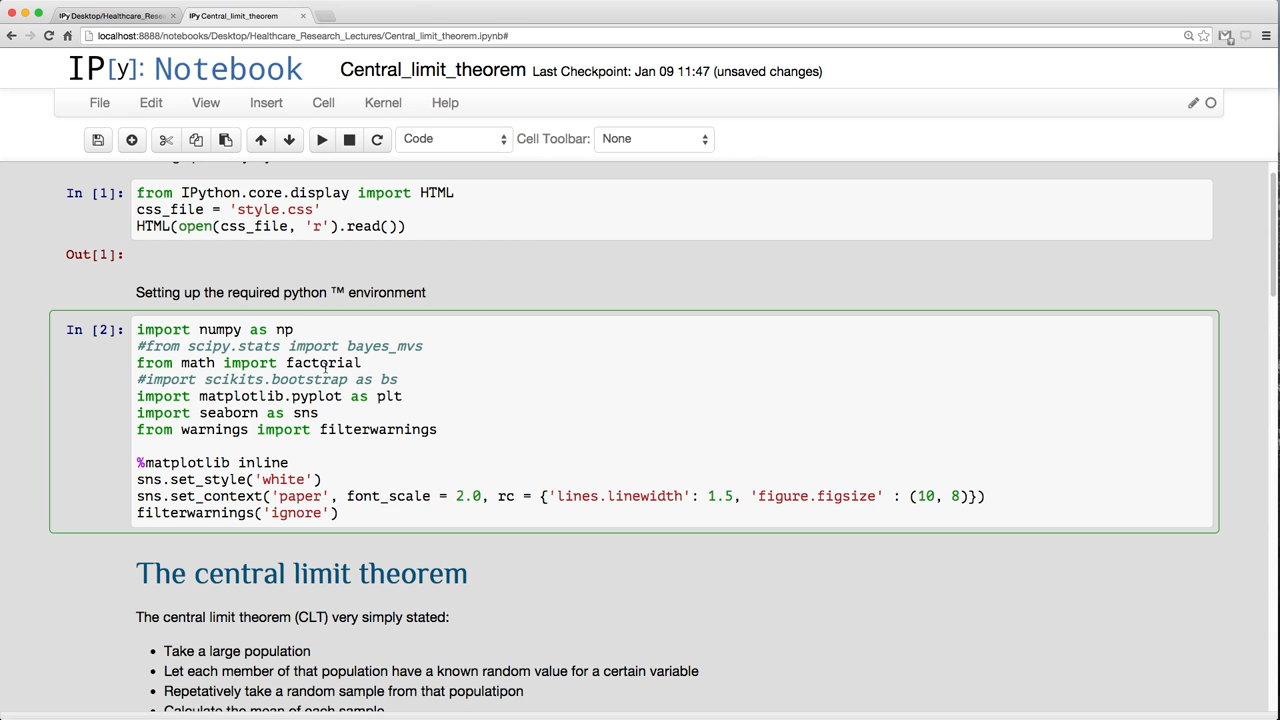 IPy Desktop/Healthcare_Rese
IPy Central_limit_theorem
localhost:8888/notebooks/Desktop/Healthcare_Research_Lectures/Central_limit_theorem.ipynb#
IP[y]: Notebook Central_limit_theorem Last Checkpoint: Jan 09 11:47 (unsaved changes)
File Edit View Insert Cell Kernel Help
Code Cell Toolbar: None
In [1]: from IPython.core.display import HTML
css_file = 'style.css'
HTML(open(css_file, 'r').read())
Out[1]:
Setting up the required python ™ environment
In [2]: import numpy as np
#from scipy.stats import bayes_mvs
from math import factorial
#import scikits.bootstrap as bs
import matplotlib.pyplot as plt
import seaborn as sns
from warnings import filterwarnings
%matplotlib inline
sns.set_style('white')
sns.set_context('paper', font_scale = 2.0, rc = {'lines.linewidth': 1.5, 'figure.figsize' : (10, 8)})
filterwarnings('ignore')
The central limit theorem
The central limit theorem (CLT) very simply stated:
• Take a large population
• Let each member of that population have a known random value for a certain variable
• Repetatively take a random sample from that populatipon
• Calculate the mean of each sample